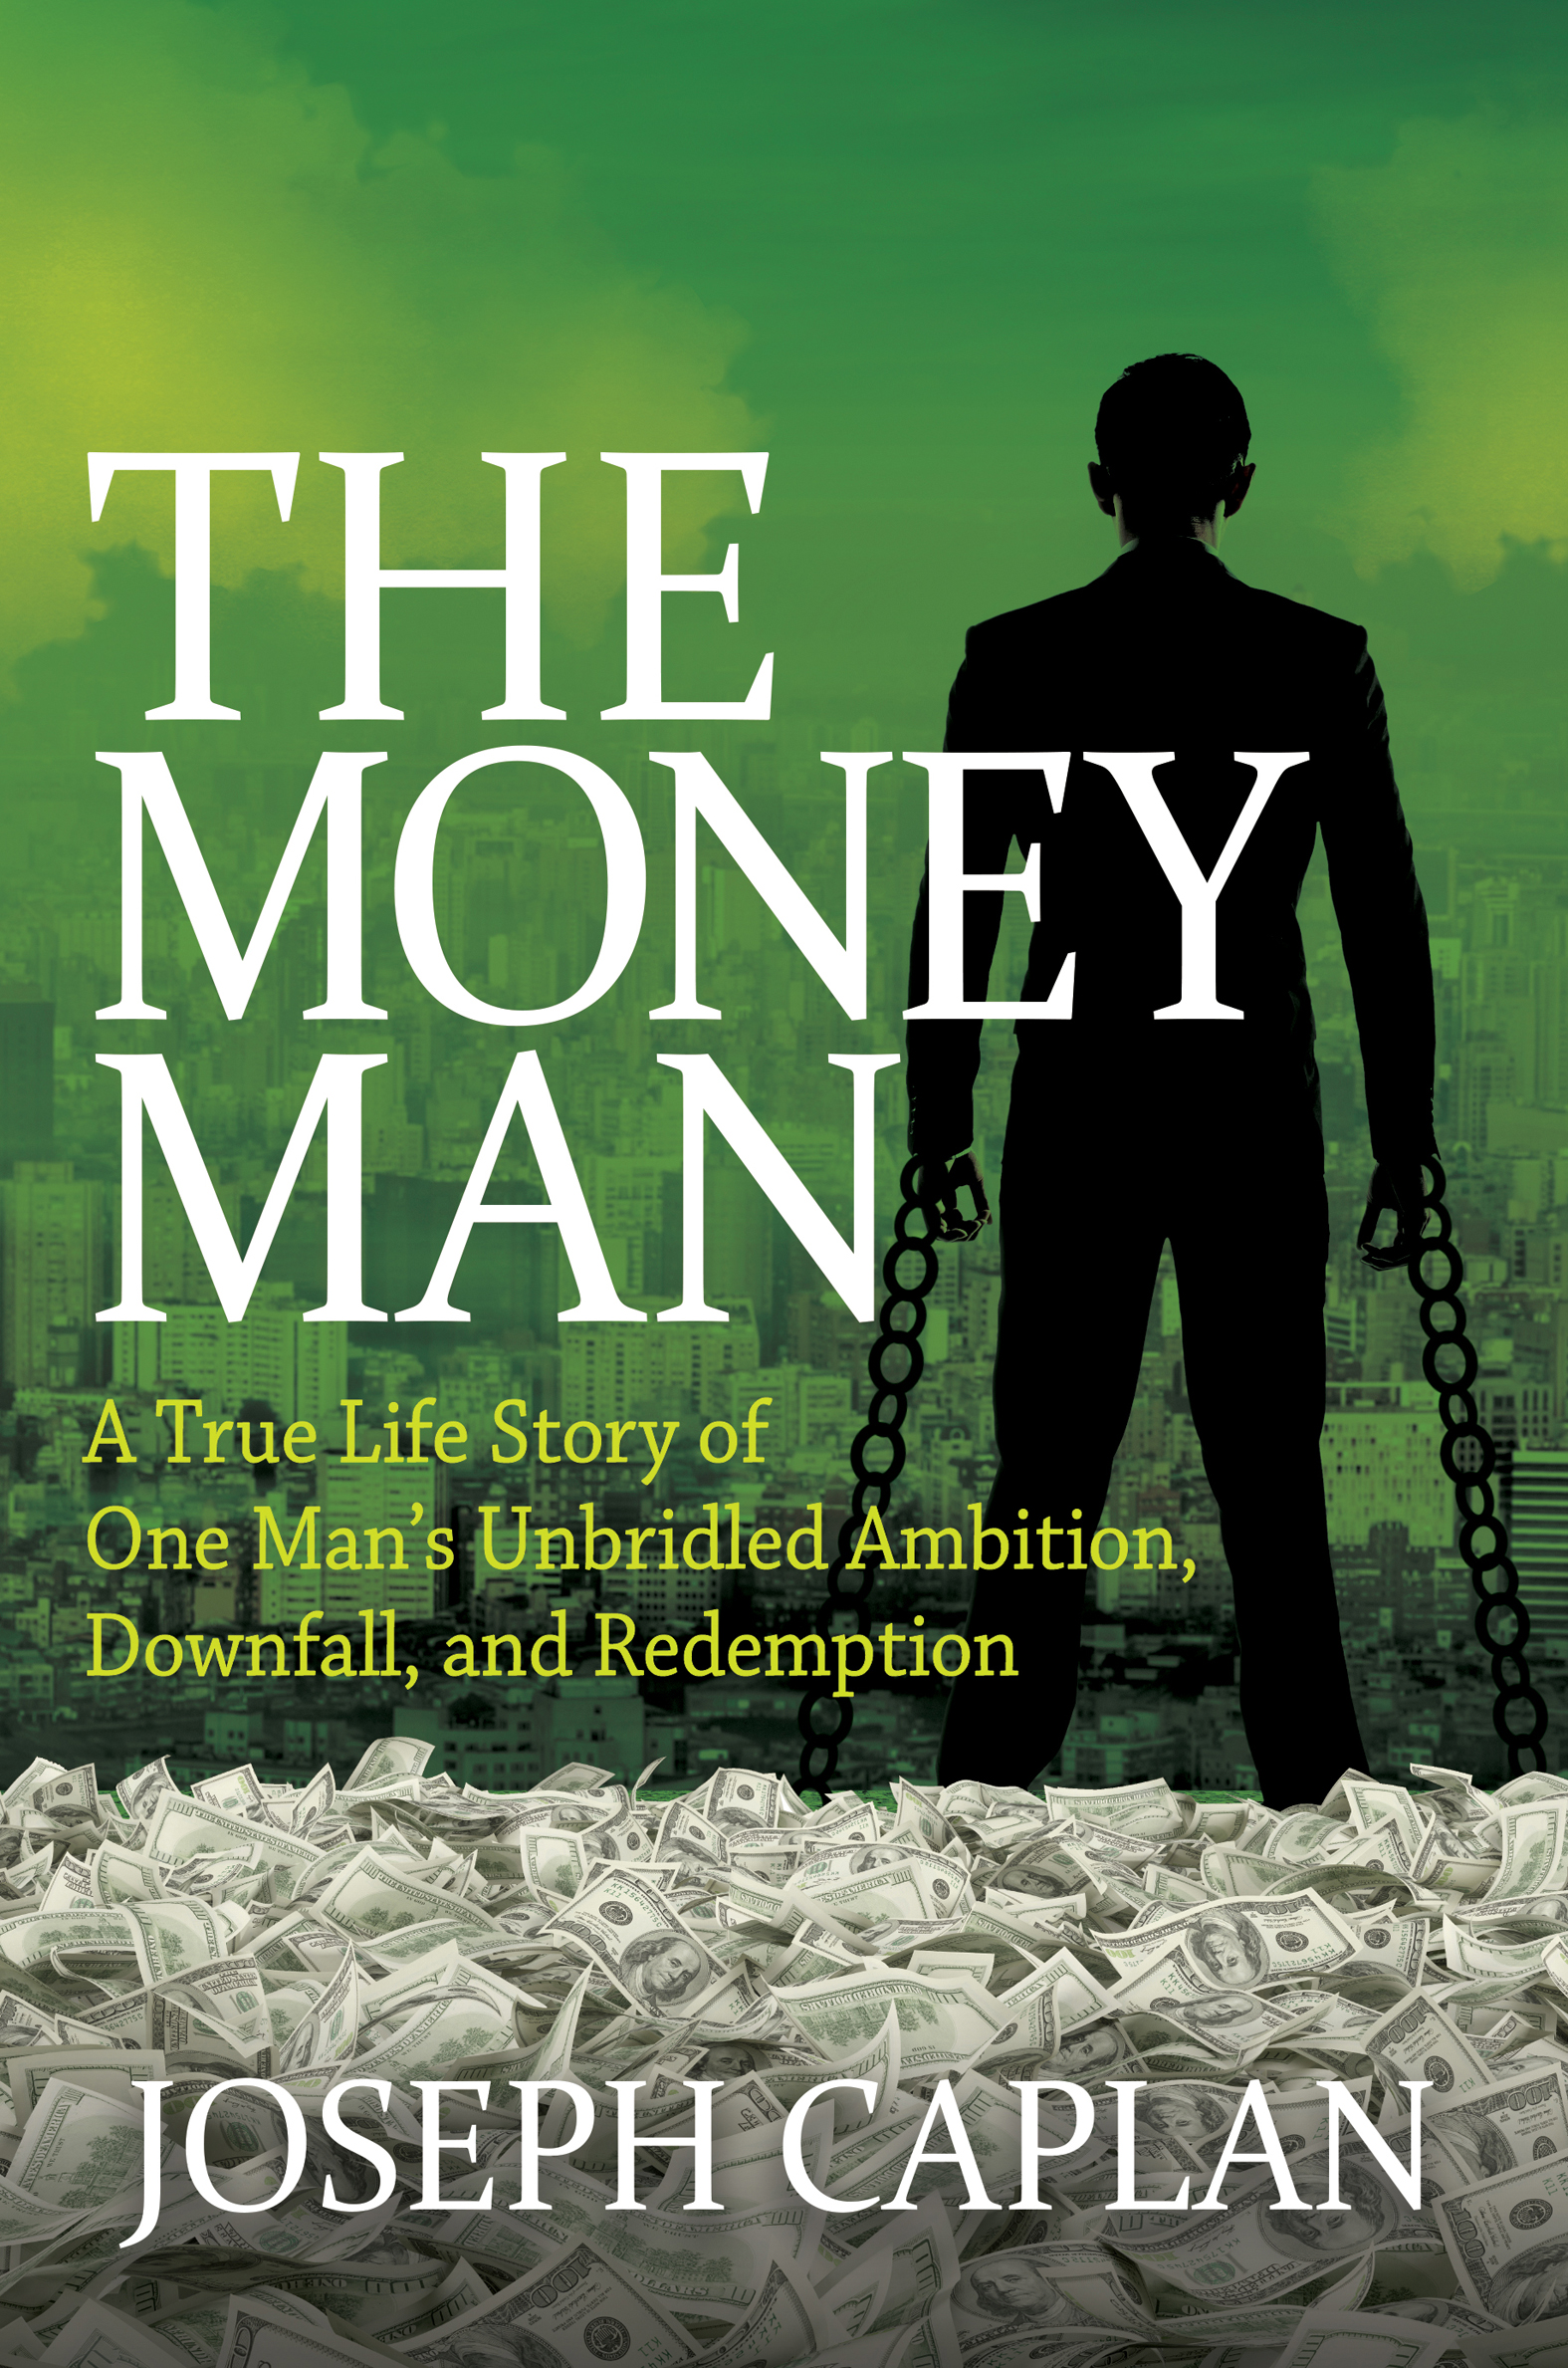 THE
MONEY
MAN
A True Life Story of
One Man’s Unbridled Ambition,
Downfall, and Redemption
JOSEPH CAPLAN